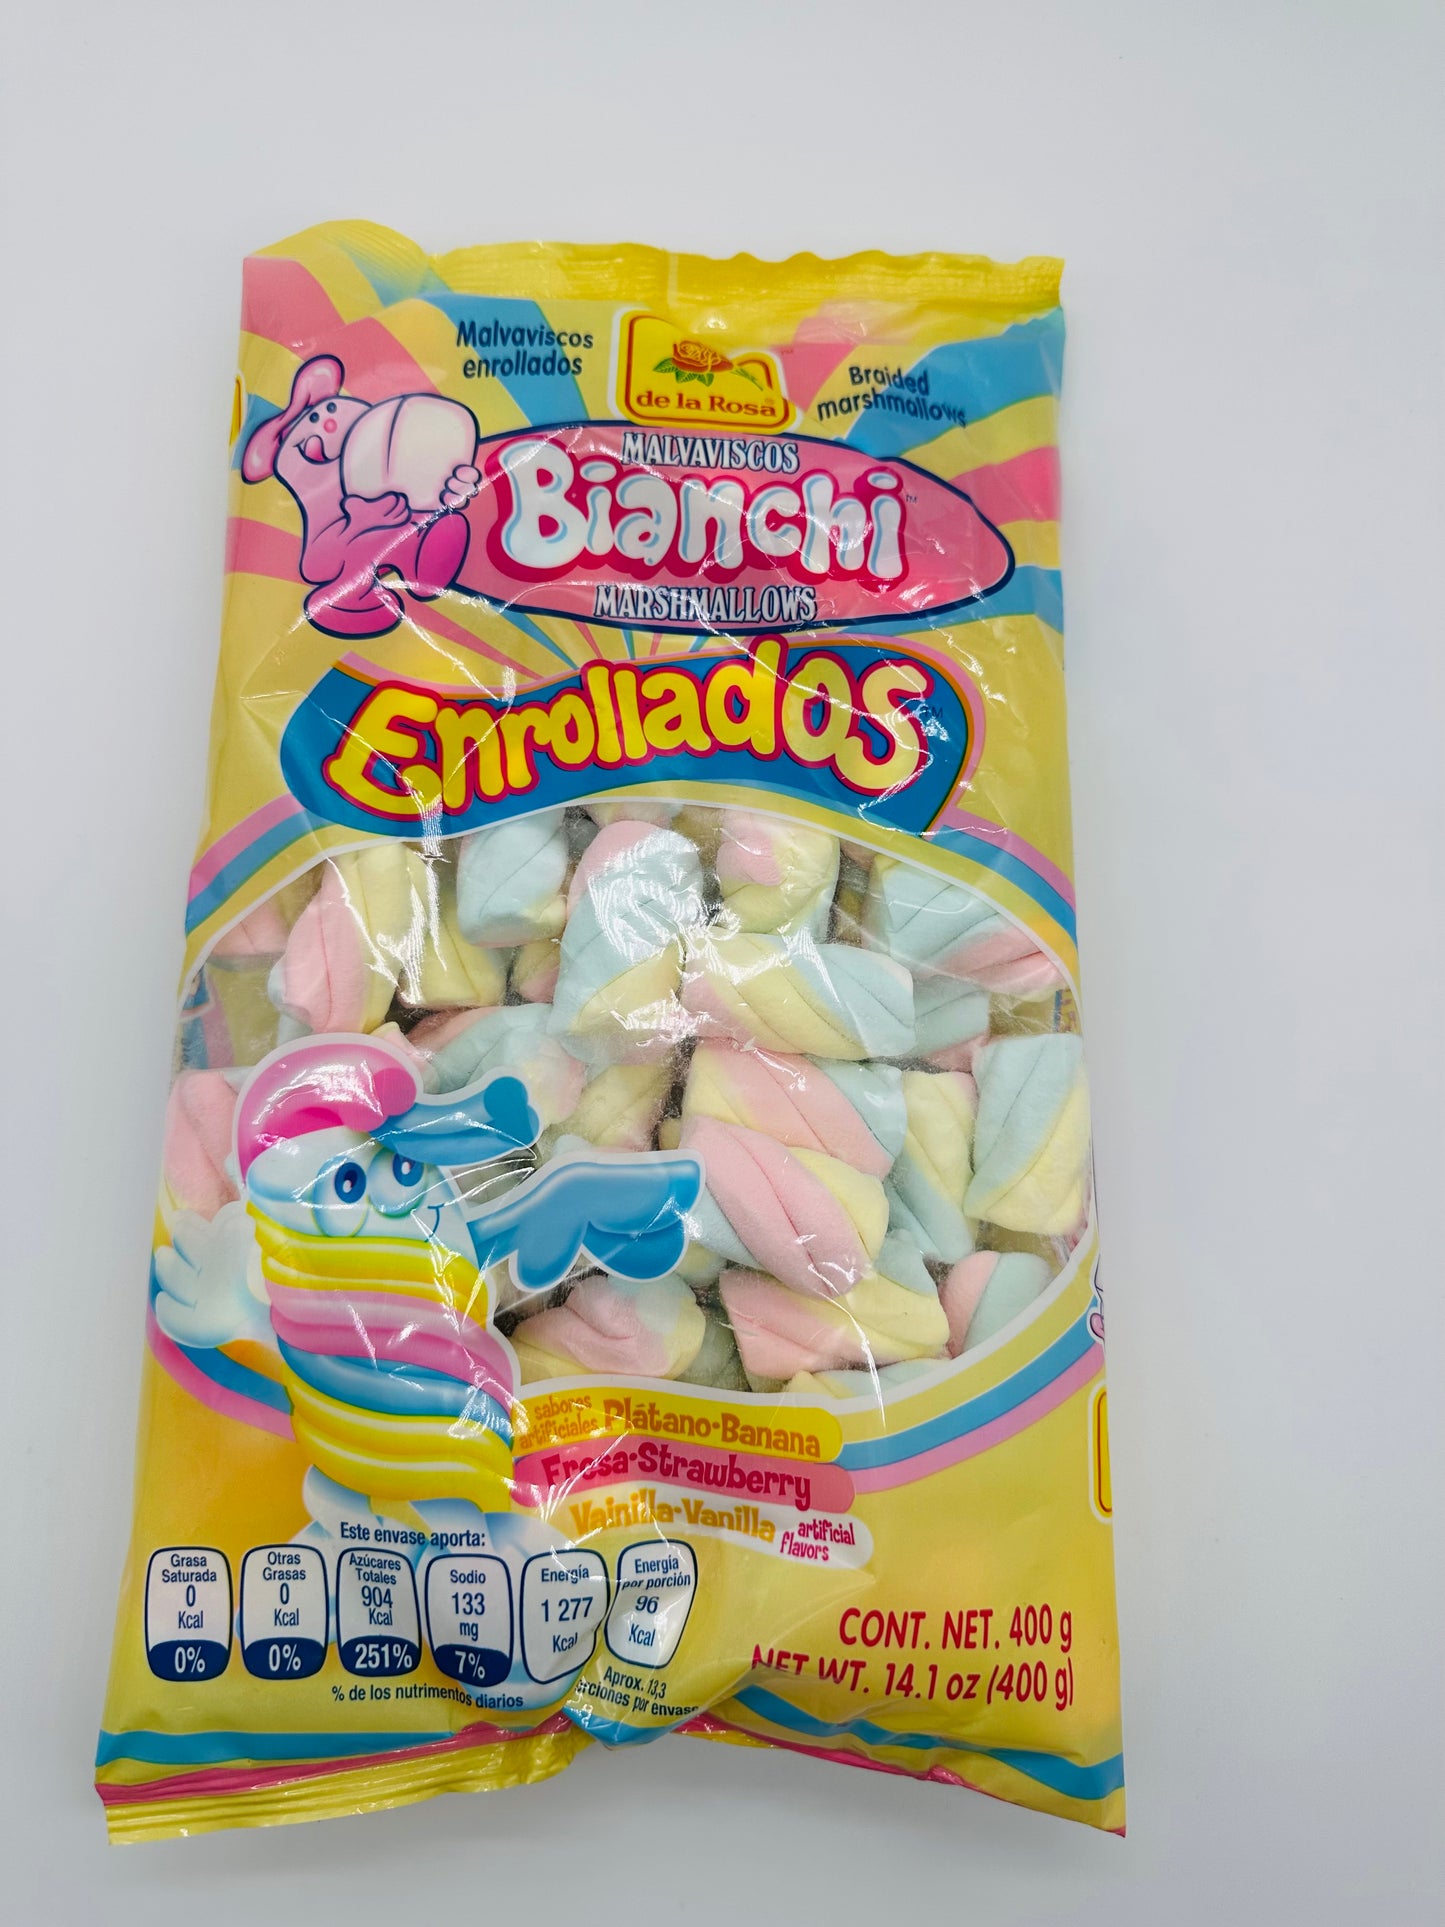 Malvaviscos
enrollados
de la Rosa®
Braided
marshmallows
MALVAVISCOS
Bianchi™
MARSHMALLOWS
Enrollados™
sabores
artificiales
Plátano·Banana
Fresa·Strawberry
Vainilla·Vanilla
artificial
flavors
Este envase aporta:
Grasa
Saturada
0
Kcal
0%
Otras
Grasas
0
Kcal
0%
Azúcares
Totales
904
Kcal
251%
Sodio
133
mg
7%
Energía
1 277
Kcal
Energía
por porción
96
Kcal
% de los nutrimentos diarios
Aprox. 13,3
porciones por envase
CONT. NET. 400 g
NET WT. 14.1 oz (400 g)